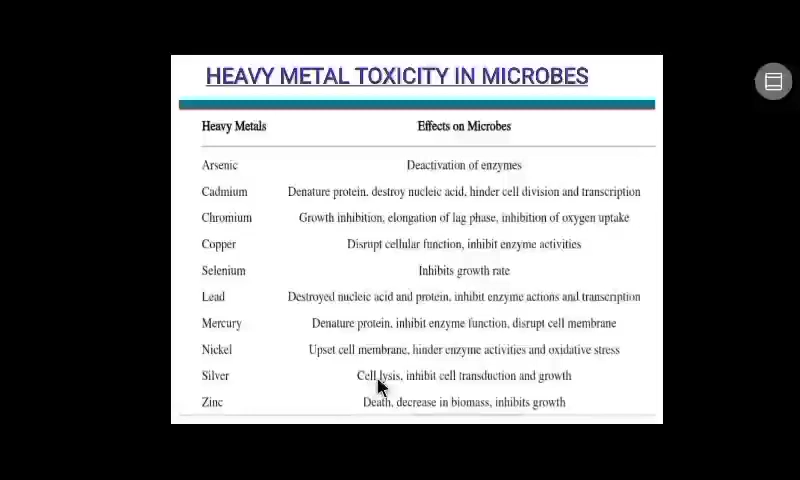 HEAVY METAL TOXICITY IN MICROBES
Heavy Metals Effects on Microbes
Arsenic Deactivation of enzymes
Cadmium Denature protein, destroy nucleic acid, hinder cell division and transcription
Chromium Growth inhibition, elongation of lag phase, inhibition of oxygen uptake
Copper Disrupt cellular function, inhibit enzyme activities
Selenium Inhibits growth rate
Lead Destroyed nucleic acid and protein, inhibit enzyme actions and transcription
Mercury Denature protein, inhibit enzyme function, disrupt cell membrane
Nickel Upset cell membrane, hinder enzyme activities and oxidative stress
Silver Cell lysis, inhibit cell transduction and growth
Zinc Death, decrease in biomass, inhibits growth